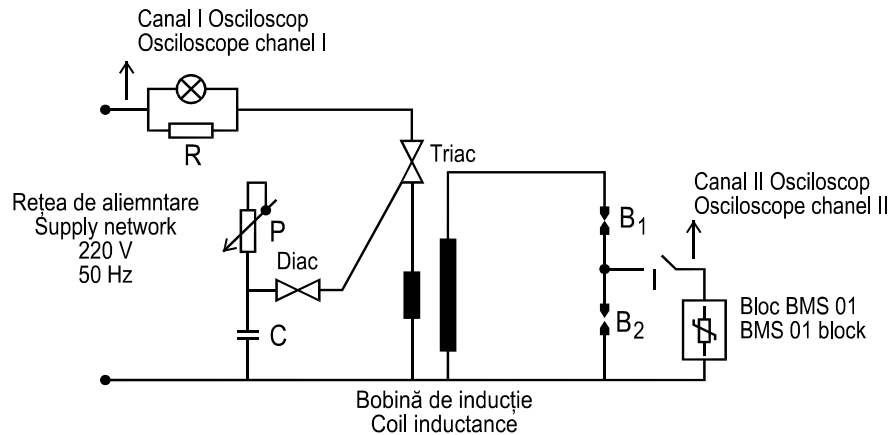 Canal I Osciloscop
Osciloscope chanel I
R
Triac
Rețea de aliemntare
Supply network
220 V
50 Hz
P
Diac
C
B1
B2
I
Canal II Osciloscop
Osciloscope chanel II
Bloc BMS 01
BMS 01 block
Bobină de inducție
Coil inductance